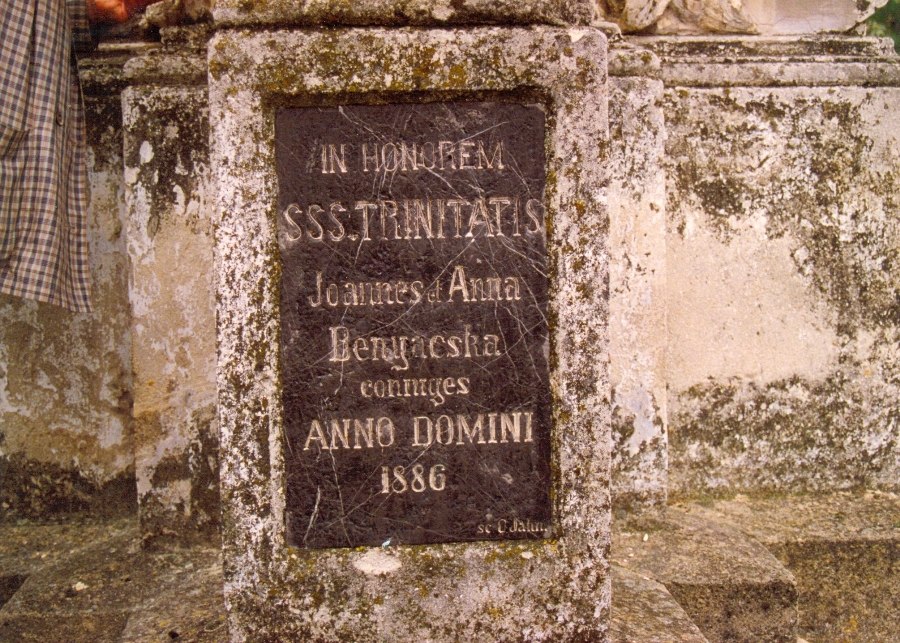 IN HONOREM
SSS. TRINITATIS
Joannes et Anna
Benyacska
coniuges
ANNO DOMINI
1886